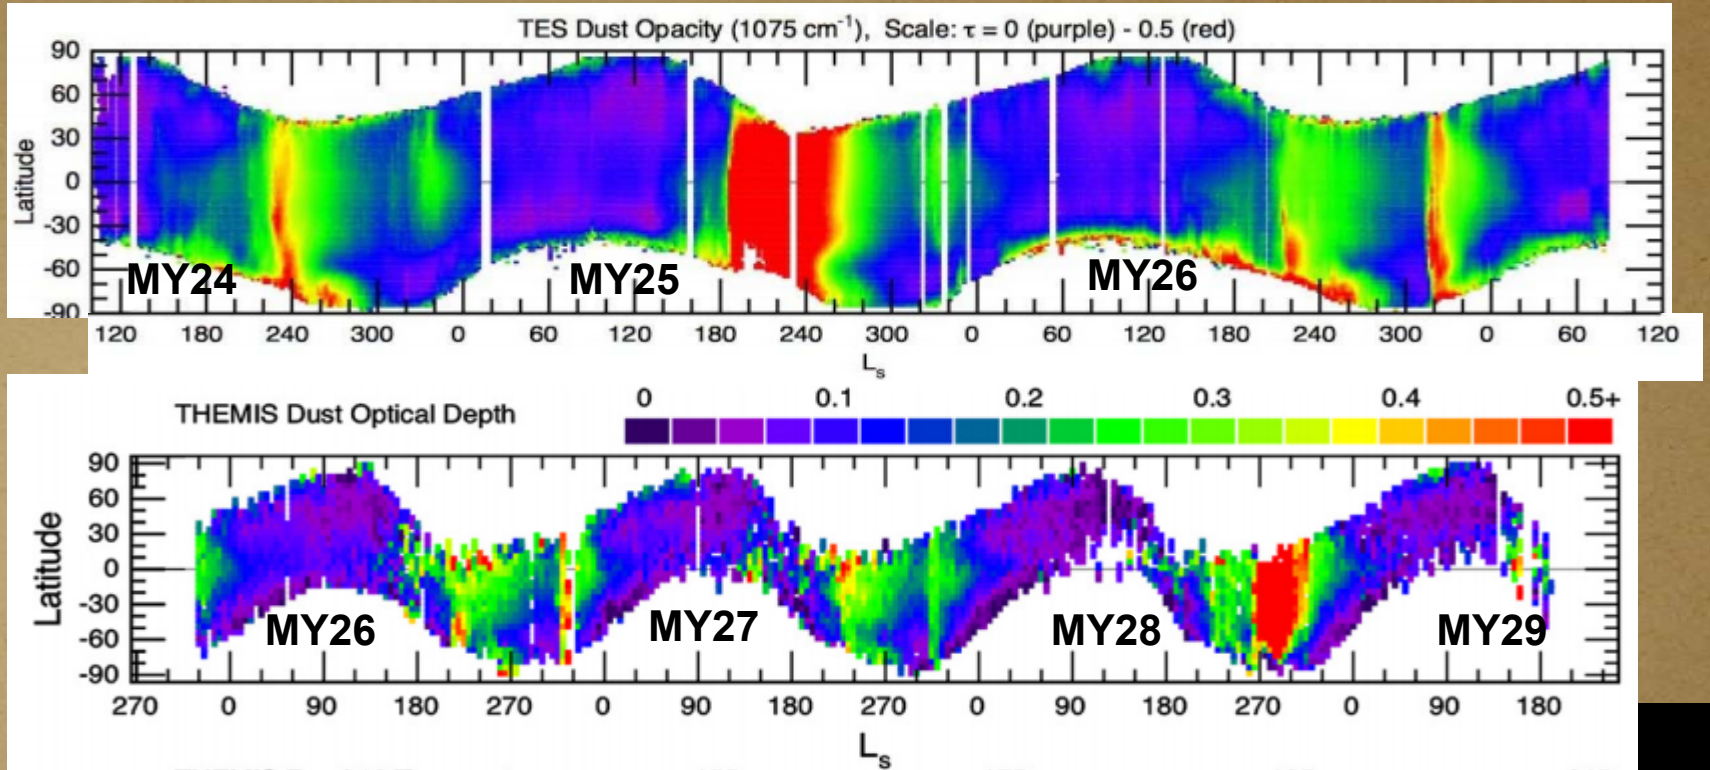 TES Dust Opacity (1075 cm⁻¹), Scale: τ = 0 (purple) - 0.5 (red)
90
60
30
0
-30
-60
-90
Latitude
MY24 MY25 MY26
120 180 240 300 0 60 120 180 240 300 0 60 120 180 240 300 0 60 120
Ls
THEMIS Dust Optical Depth
0 0.1 0.2 0.3 0.4 0.5+
90
60
30
0
-30
-60
-90
Latitude
MY26 MY27 MY28 MY29
270 0 90 180 270 0 90 180 270 0 90 180 270 0 90 180
Ls